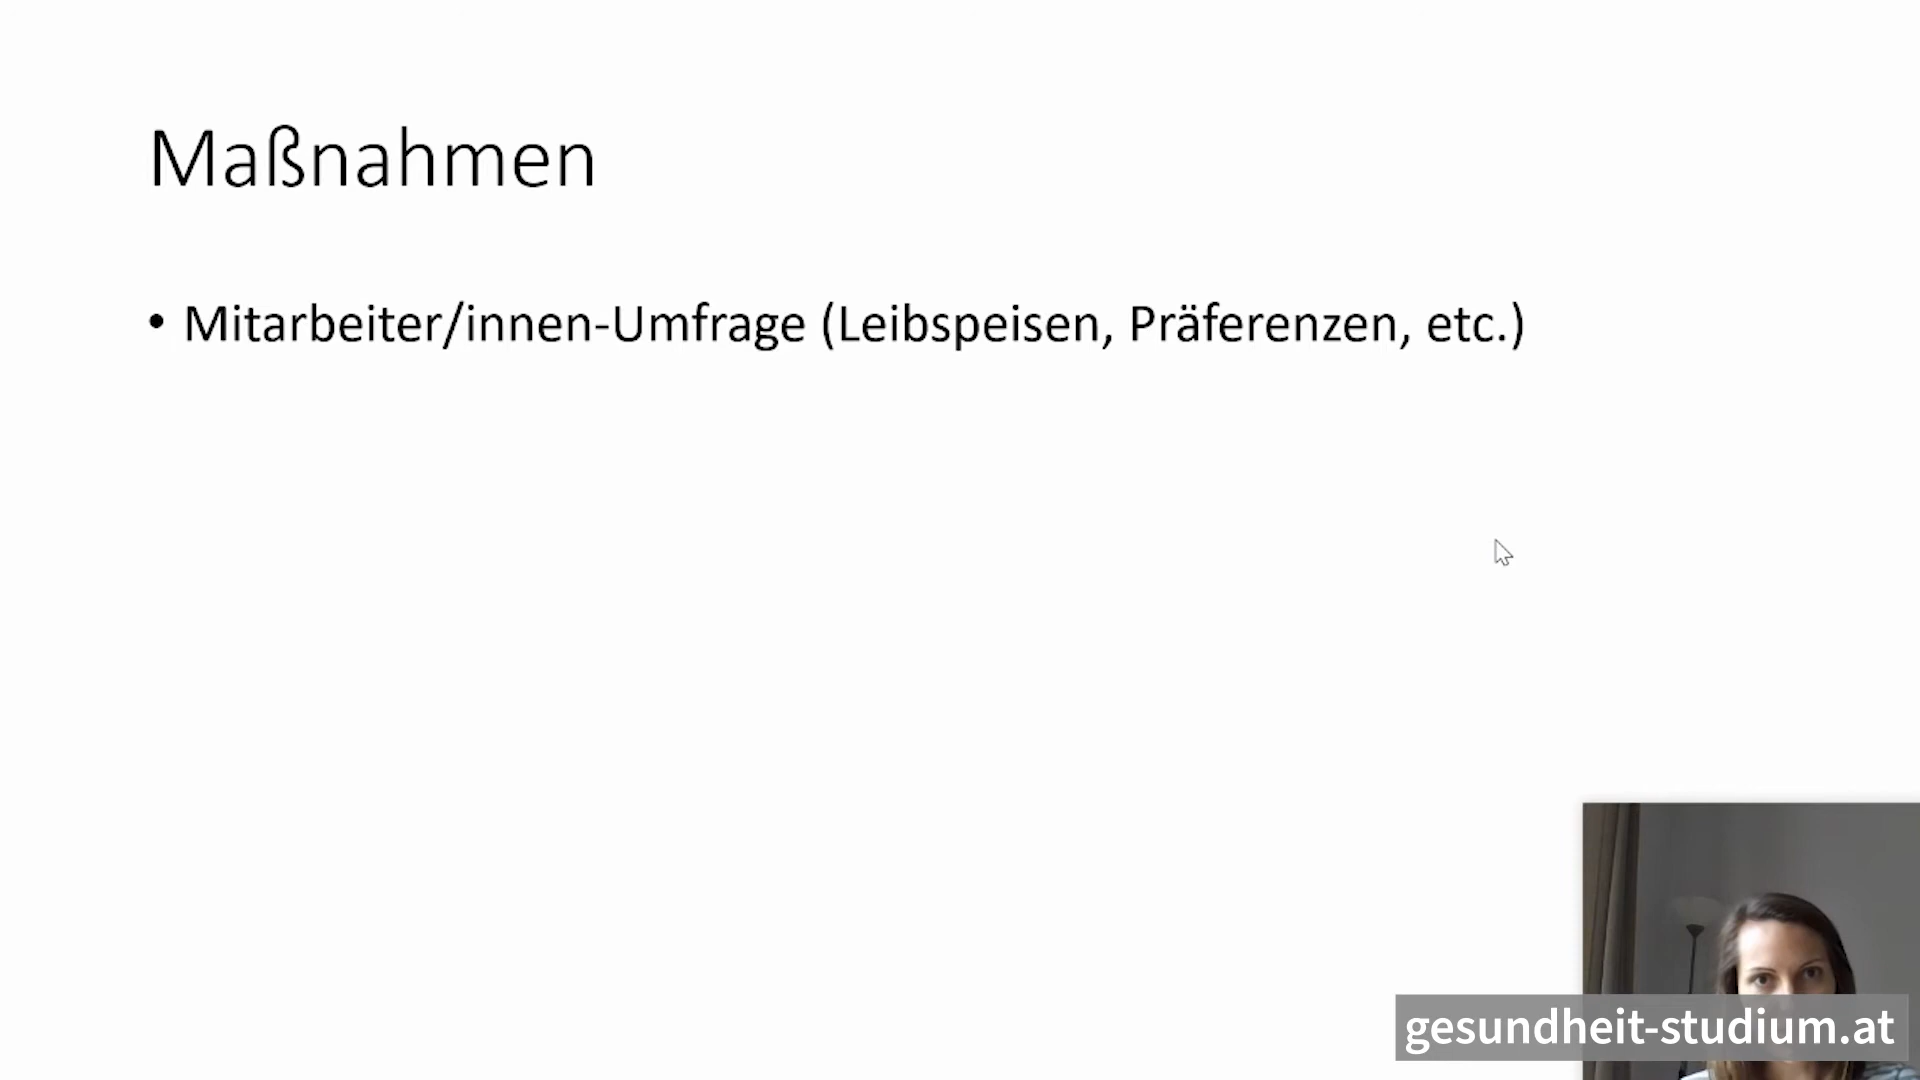 Maßnahmen
• Mitarbeiter/innen-Umfrage (Leibspeisen, Präferenzen, etc.)
gesundheit-studium.at